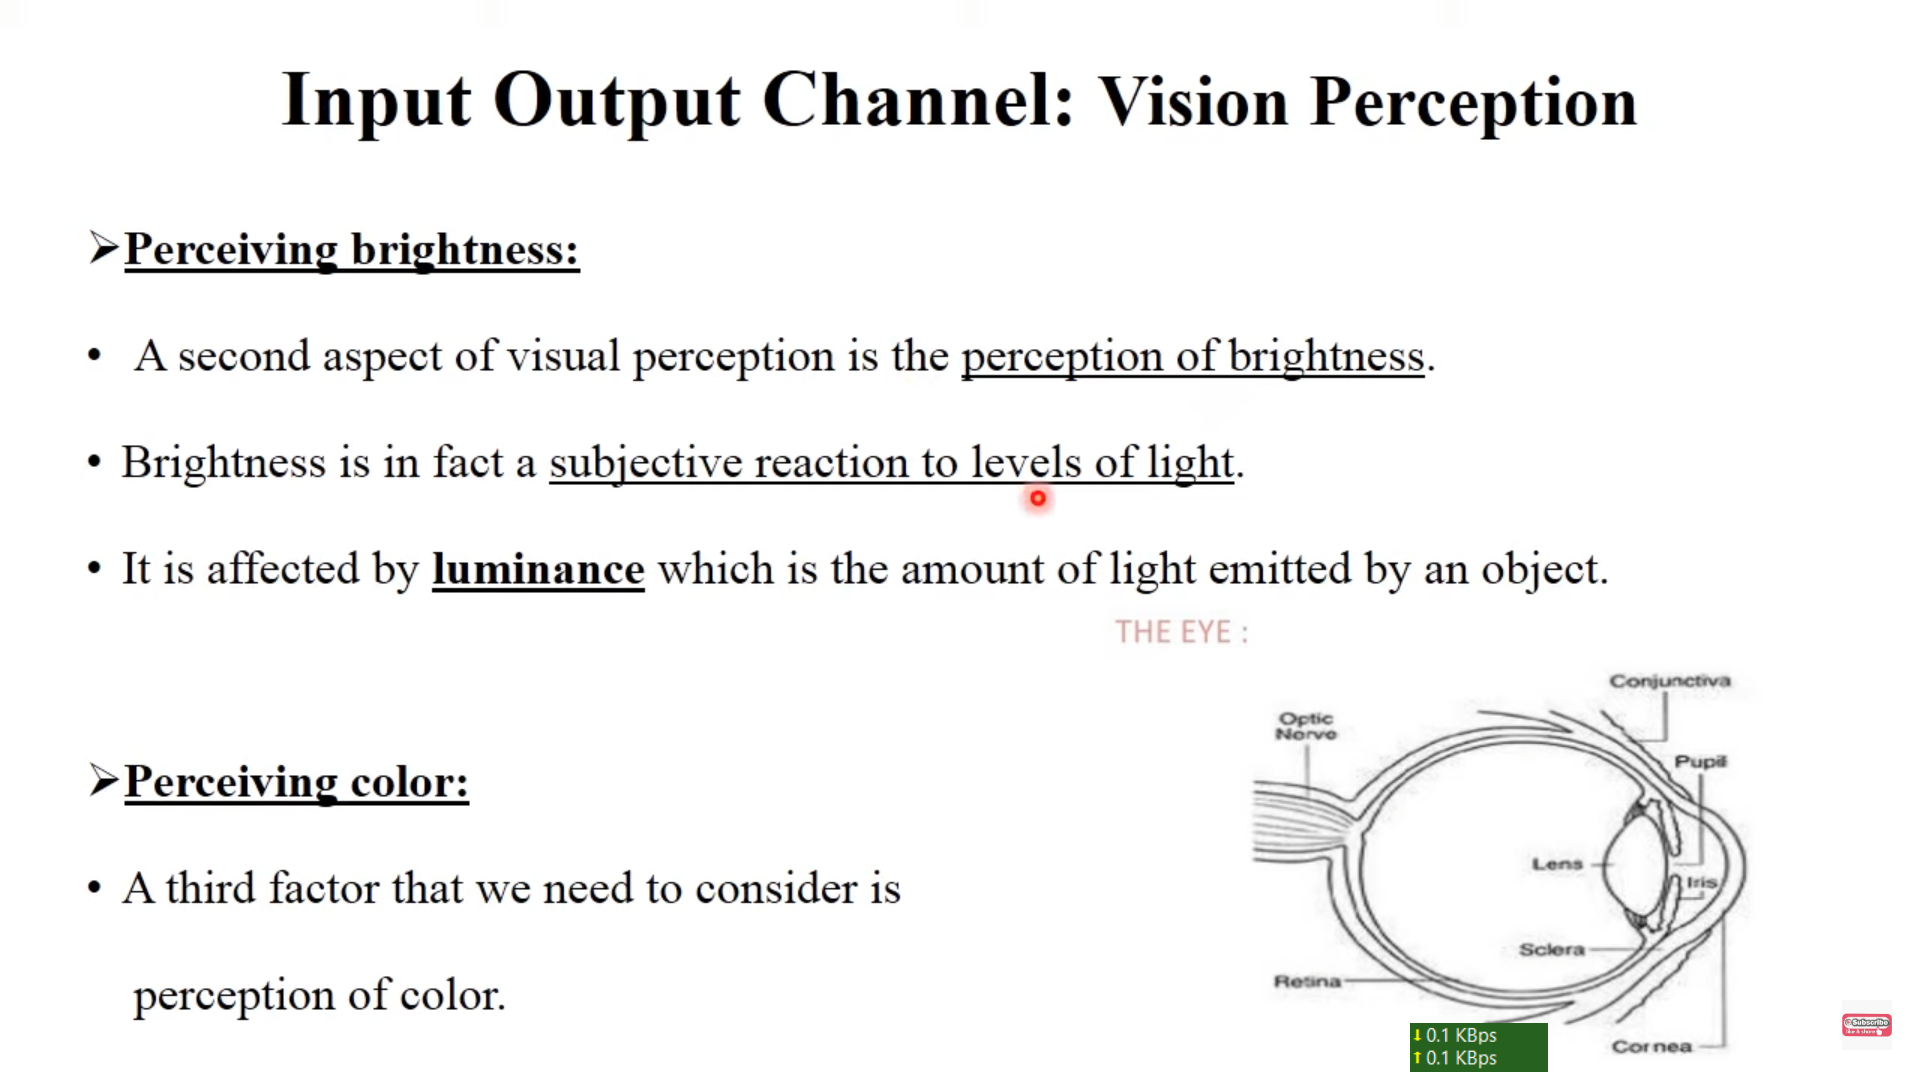 Input Output Channel: Vision Perception
➢Perceiving brightness:
• A second aspect of visual perception is the perception of brightness.
• Brightness is in fact a subjective reaction to levels of light.
• It is affected by luminance which is the amount of light emitted by an object.
THE EYE :
Conjunctiva
Optic
Nerve
Pupil
➢Perceiving color:
Lens
Iris
• A third factor that we need to consider is
perception of color.
Sclera
Retina
Cornea
↓ 0.1 KBps
↑ 0.1 KBps
Subscribe